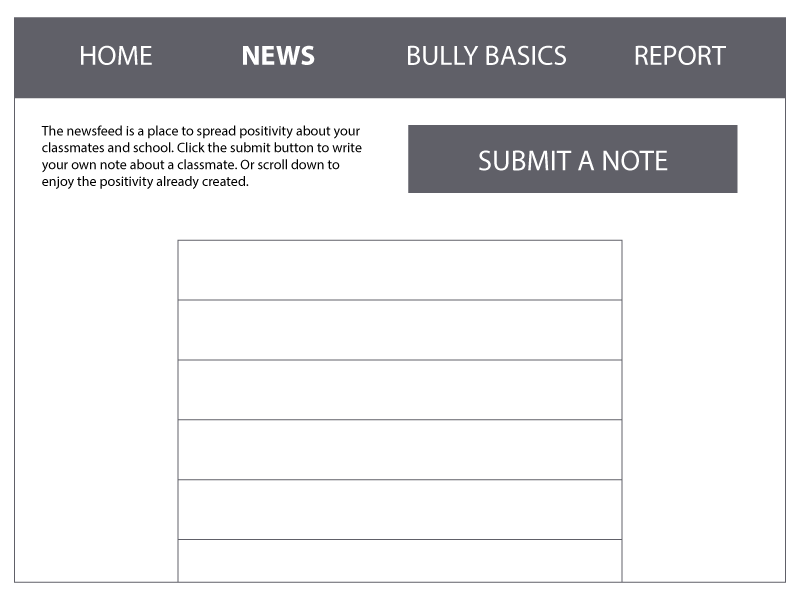 HOME NEWS BULLY BASICS REPORT
The newsfeed is a place to spread positivity about your
classmates and school. Click the submit button to write
your own note about a classmate. Or scroll down to
enjoy the positivity already created.
SUBMIT A NOTE